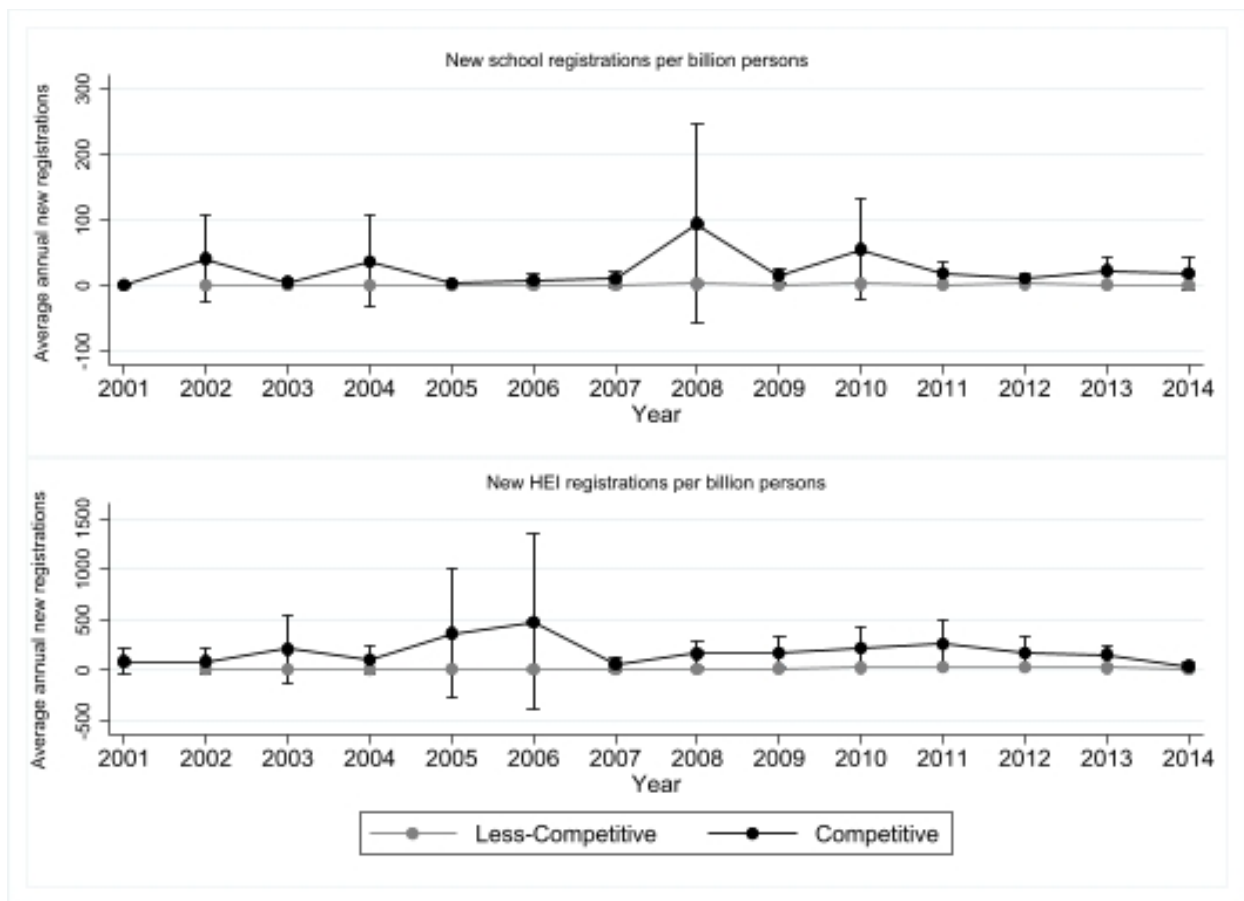 New school registrations per billion persons
Average annual new registrations
300
200
100
0
-100
2001 2002 2003 2004 2005 2006 2007 2008 2009 2010 2011 2012 2013 2014
Year
New HEI registrations per billion persons
Average annual new registrations
1500
1000
500
0
-500
2001 2002 2003 2004 2005 2006 2007 2008 2009 2010 2011 2012 2013 2014
Year
Less-Competitive Competitive